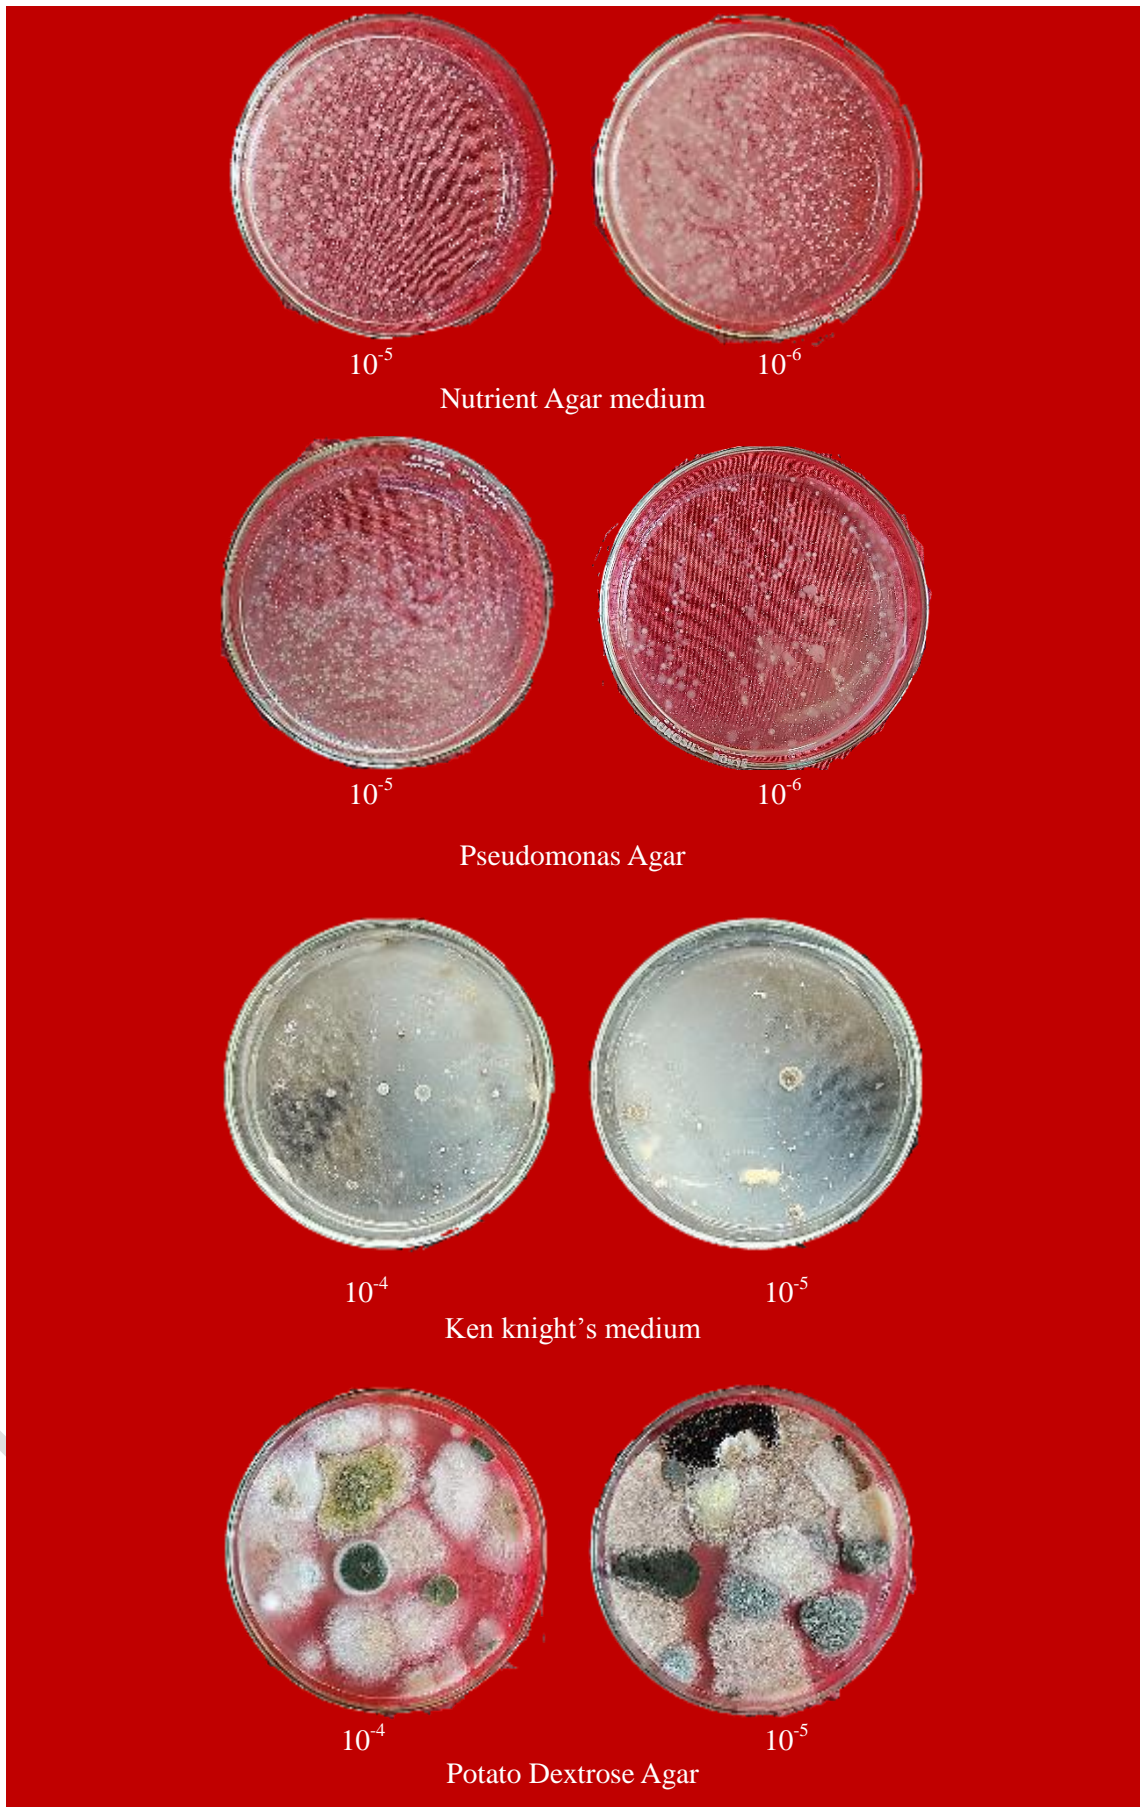 10⁻⁵ 10⁻⁶
Nutrient Agar medium
10⁻⁵ 10⁻⁶
Pseudomonas Agar
10⁻⁴ 10⁻⁵
Ken knight’s medium
10⁻⁴ 10⁻⁵
Potato Dextrose Agar